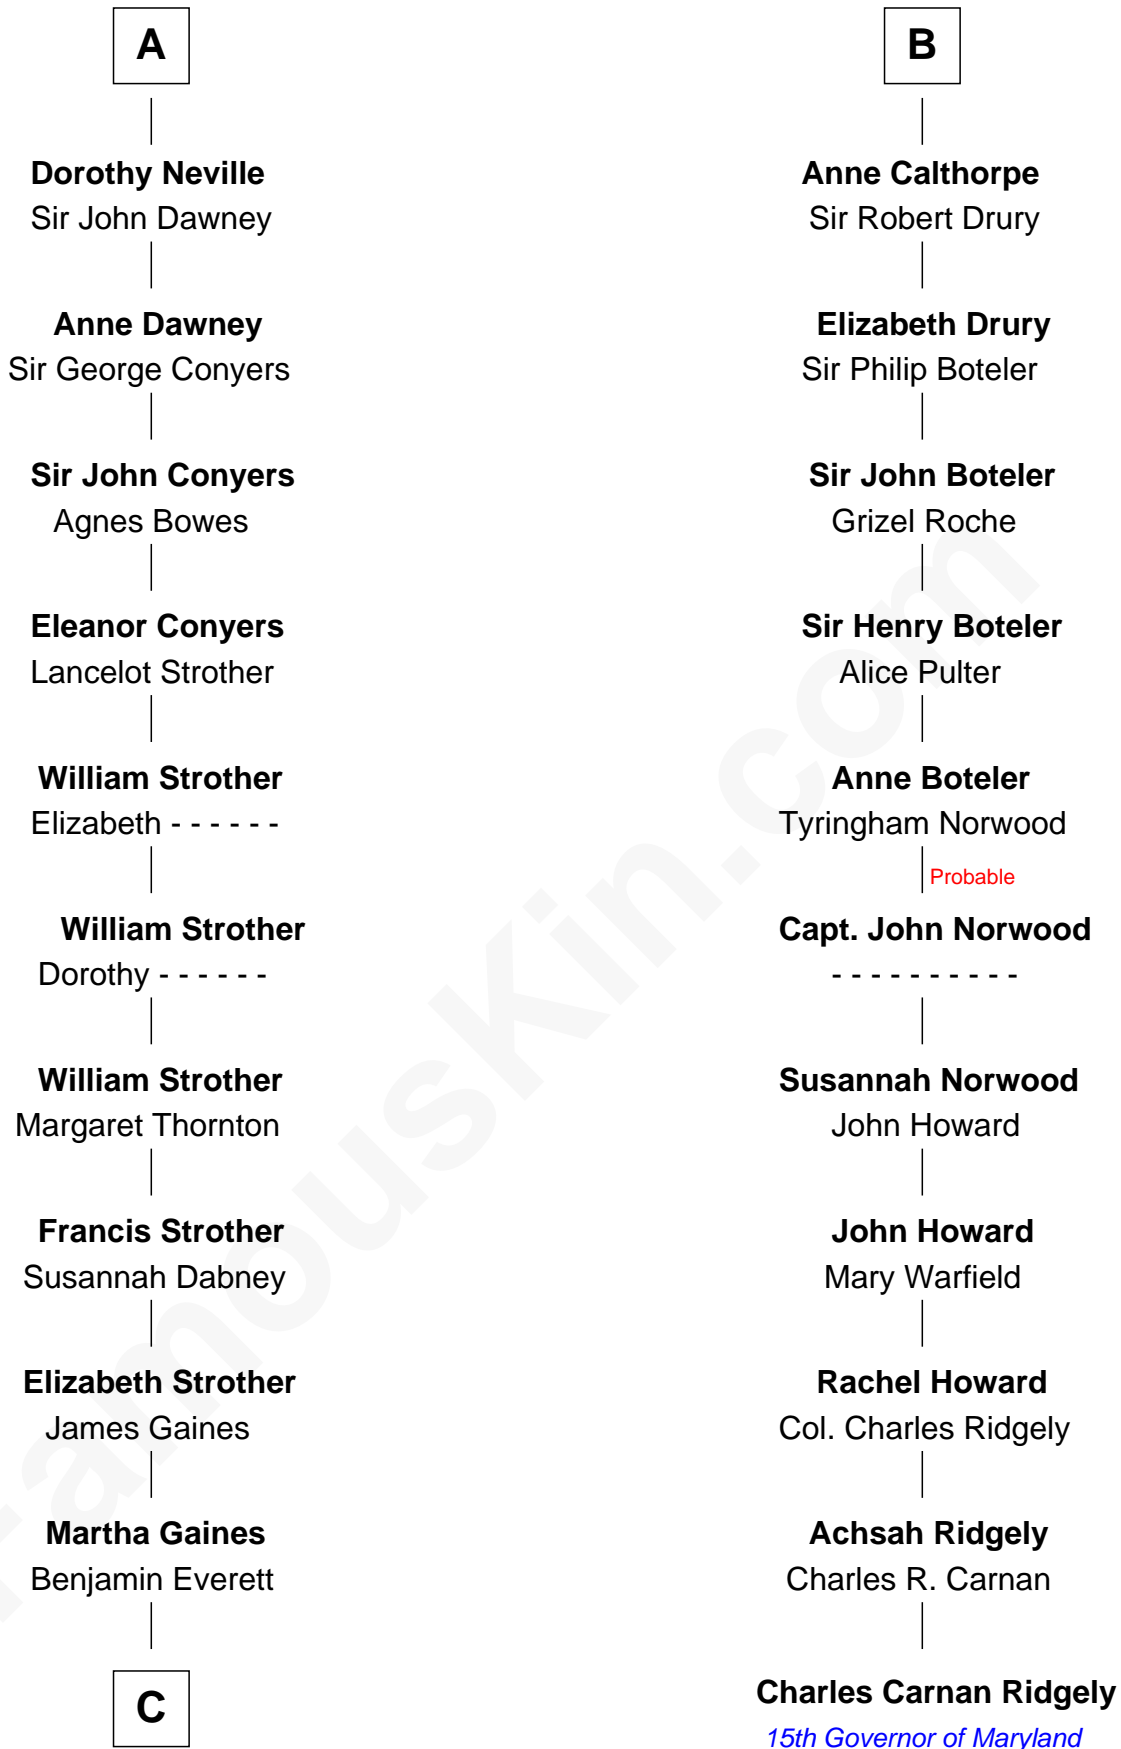 A
Dorothy Neville
Sir John Dawney
Anne Dawney
Sir George Conyers
Sir John Conyers
Agnes Bowes
Eleanor Conyers
Lancelot Strother
William Strother
Elizabeth - - - - - -
William Strother
Dorothy - - - - - -
William Strother
Margaret Thornton
Francis Strother
Susannah Dabney
Elizabeth Strother
James Gaines
Martha Gaines
Benjamin Everett
C
B
Anne Calthorpe
Sir Robert Drury
Elizabeth Drury
Sir Philip Boteler
Sir John Boteler
Grizel Roche
Sir Henry Boteler
Alice Pulter
Anne Boteler
Tyringham Norwood
Probable
Capt. John Norwood
- - - - - - - - - -
Susannah Norwood
John Howard
John Howard
Mary Warfield
Rachel Howard
Col. Charles Ridgely
Achsah Ridgely
Charles R. Carnan
Charles Carnan Ridgely
15th Governor of Maryland
FamousKin.com